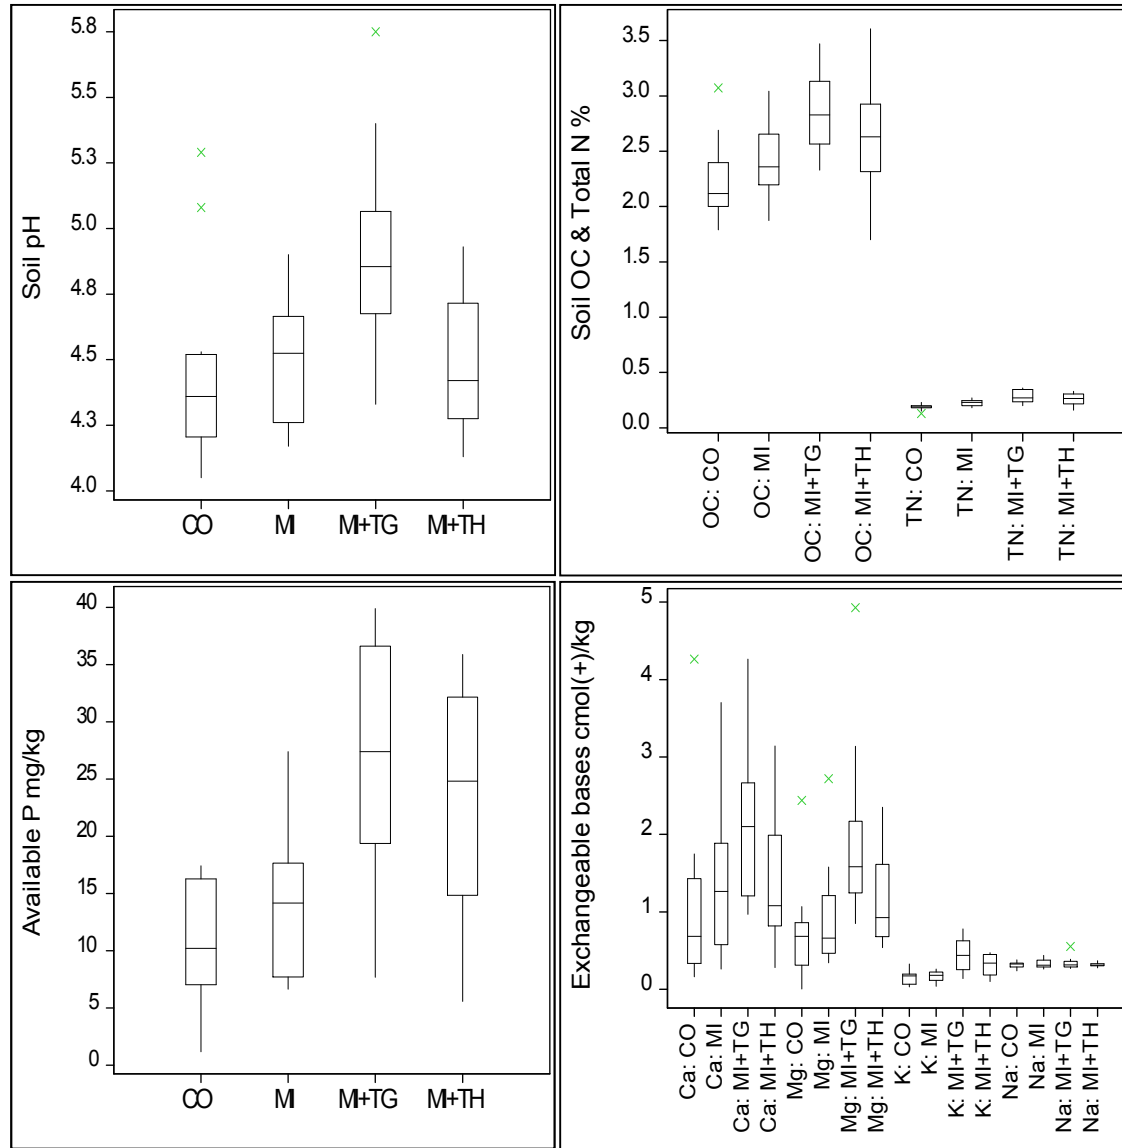 Soil pH
5.8
5.5
5.3
5.0
4.8
4.5
4.3
4.0
CO MI MI+TG MI+TH
Soil OC & Total N %
3.5
3.0
2.5
2.0
1.5
1.0
0.5
0.0
OC: CO
OC: MI
OC: MI+TG
OC: MI+TH
TN: CO
TN: MI
TN: MI+TG
TN: MI+TH
Available P mg/kg
40
35
30
25
20
15
10
5
0
CO MI MI+TG MI+TH
Exchangeable bases cmol(+)/kg
5
4
3
2
1
0
Ca: CO
Ca: MI
Ca: MI+TG
Ca: MI+TH
Mg: CO
Mg: MI
Mg: MI+TG
Mg: MI+TH
K: CO
K: MI
K: MI+TG
K: MI+TH
Na: CO
Na: MI
Na: MI+TG
Na: MI+TH